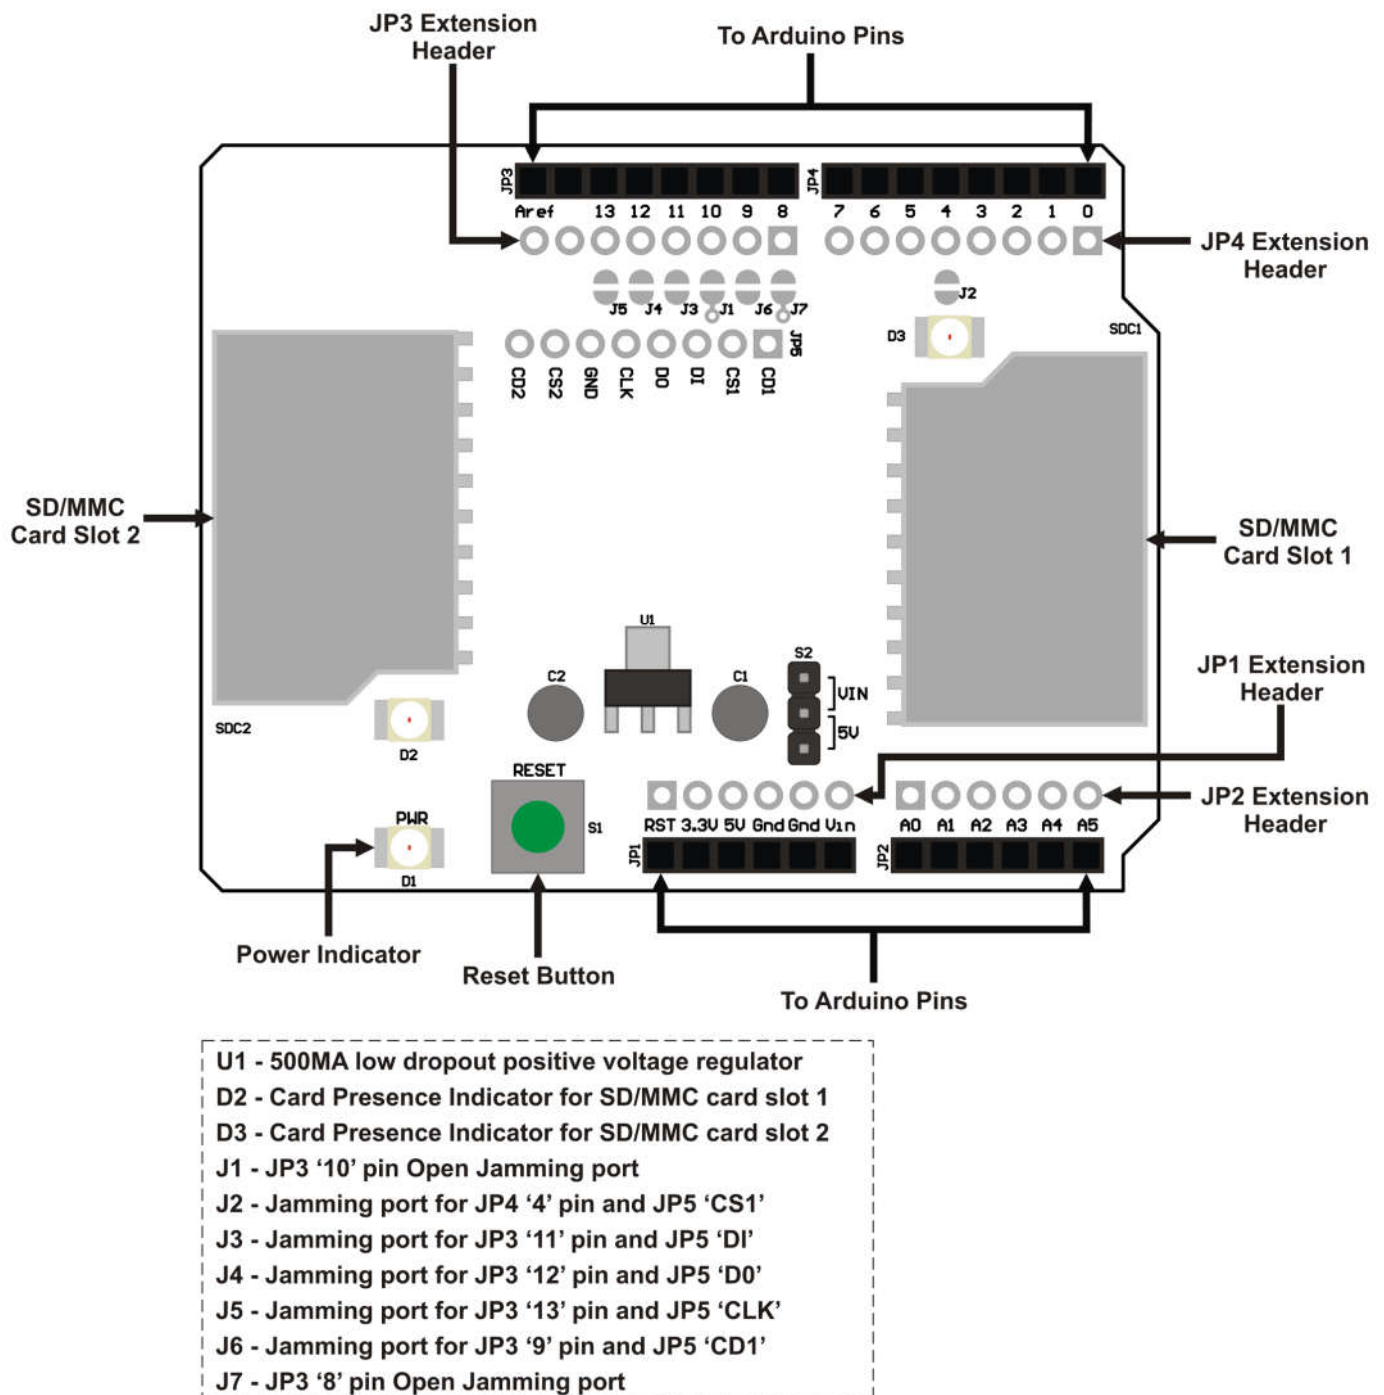 JP3 Extension
Header
To Arduino Pins
JP3
JP4
Aref 13 12 11 10 9 8
7 6 5 4 3 2 1 0
JP4 Extension
Header
J5 J4 J3 J1 J6 J7
J2
D3
SDC1
JP5
CD2 CS2 GND CLK DO DI CS1 CD1
SD/MMC
Card Slot 2
SD/MMC
Card Slot 1
U1
C2
C1
S2
VIN
5V
JP1 Extension
Header
SDC2
D2
RESET
S1
PWR
D1
RST 3.3V 5V Gnd Gnd Vin
A0 A1 A2 A3 A4 A5
JP1
JP2
JP2 Extension
Header
Power Indicator
Reset Button
To Arduino Pins
U1 - 500MA low dropout positive voltage regulator
D2 - Card Presence Indicator for SD/MMC card slot 1
D3 - Card Presence Indicator for SD/MMC card slot 2
J1 - JP3 ‘10’ pin Open Jamming port
J2 - Jamming port for JP4 ‘4’ pin and JP5 ‘CS1’
J3 - Jamming port for JP3 ‘11’ pin and JP5 ‘DI’
J4 - Jamming port for JP3 ‘12’ pin and JP5 ‘D0’
J5 - Jamming port for JP3 ‘13’ pin and JP5 ‘CLK’
J6 - Jamming port for JP3 ‘9’ pin and JP5 ‘CD1’
J7 - JP3 ‘8’ pin Open Jamming port